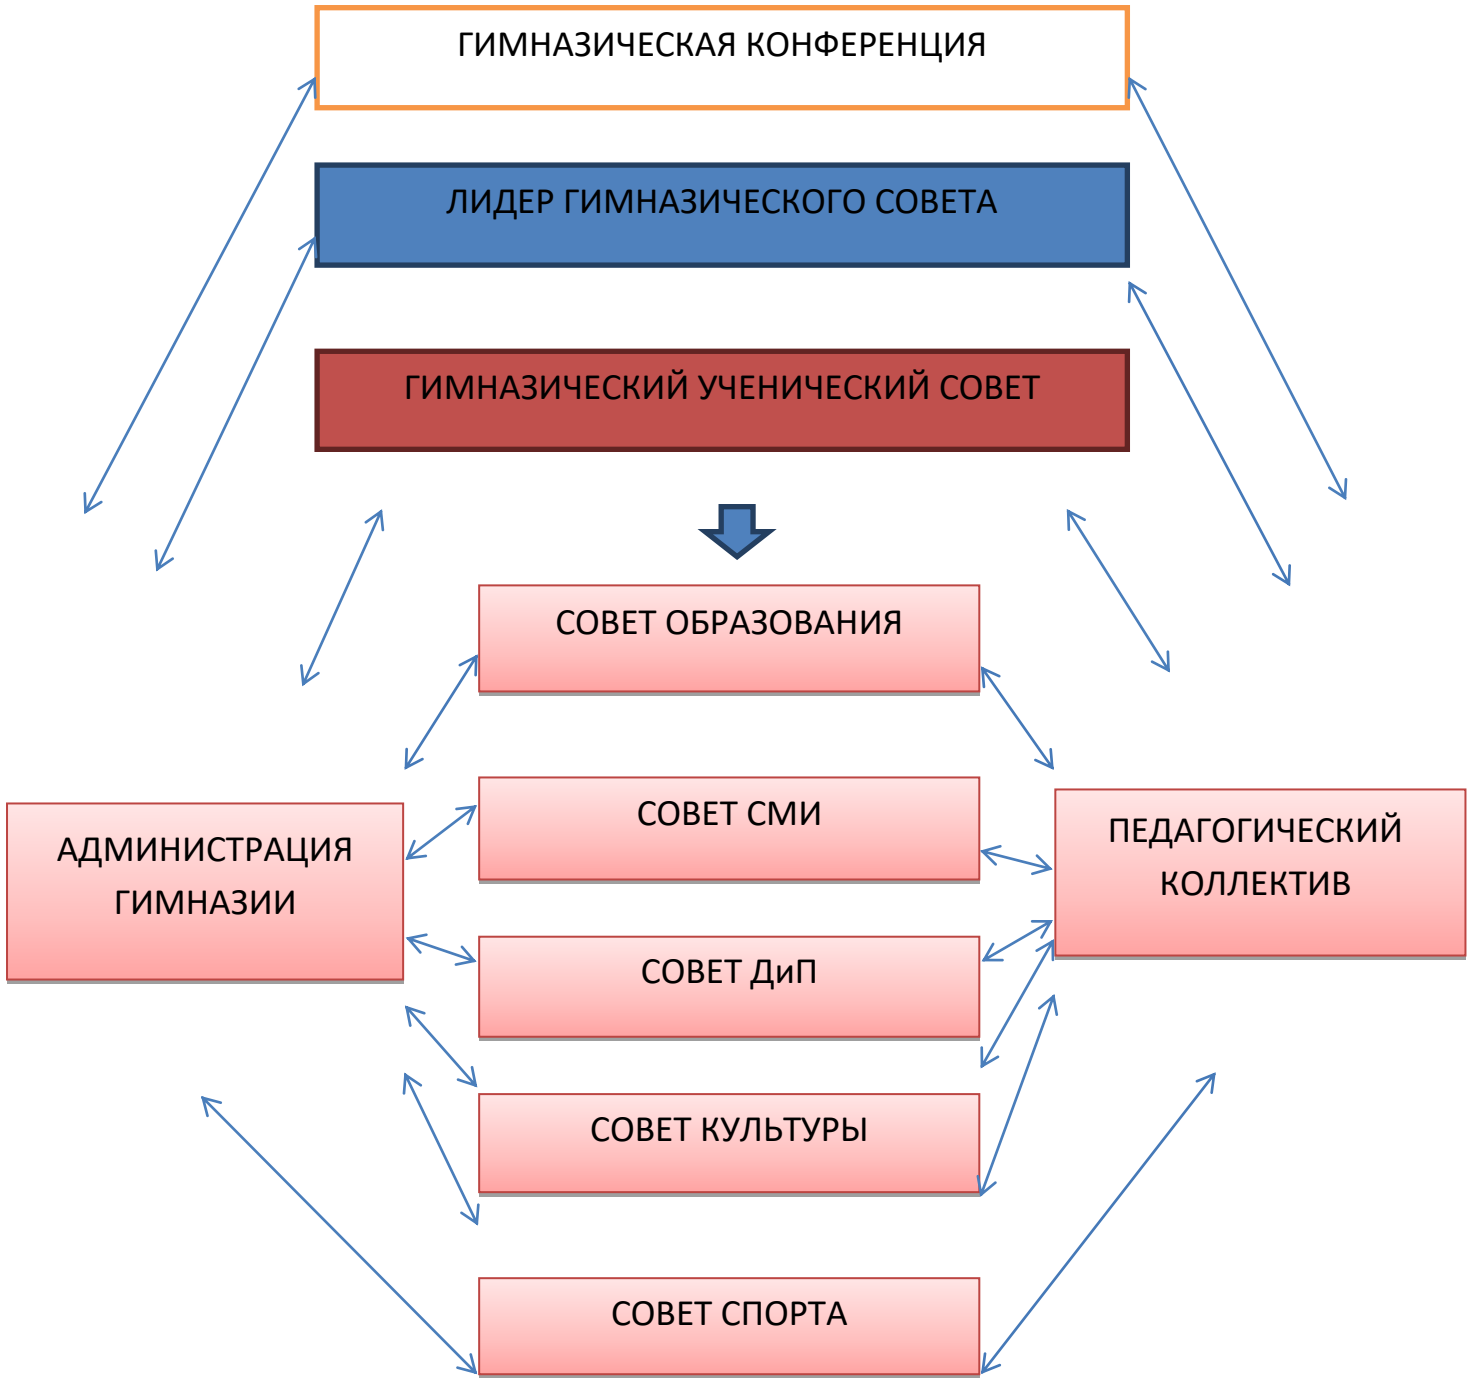 ГИМНАЗИЧЕСКАЯ КОНФЕРЕНЦИЯ
ЛИДЕР ГИМНАЗИЧЕСКОГО СОВЕТА
ГИМНАЗИЧЕСКИЙ УЧЕНИЧЕСКИЙ СОВЕТ
СОВЕТ ОБРАЗОВАНИЯ
СОВЕТ СМИ
АДМИНИСТРАЦИЯ
ГИМНАЗИИ
ПЕДАГОГИЧЕСКИЙ
КОЛЛЕКТИВ
СОВЕТ ДиП
СОВЕТ КУЛЬТУРЫ
СОВЕТ СПОРТА